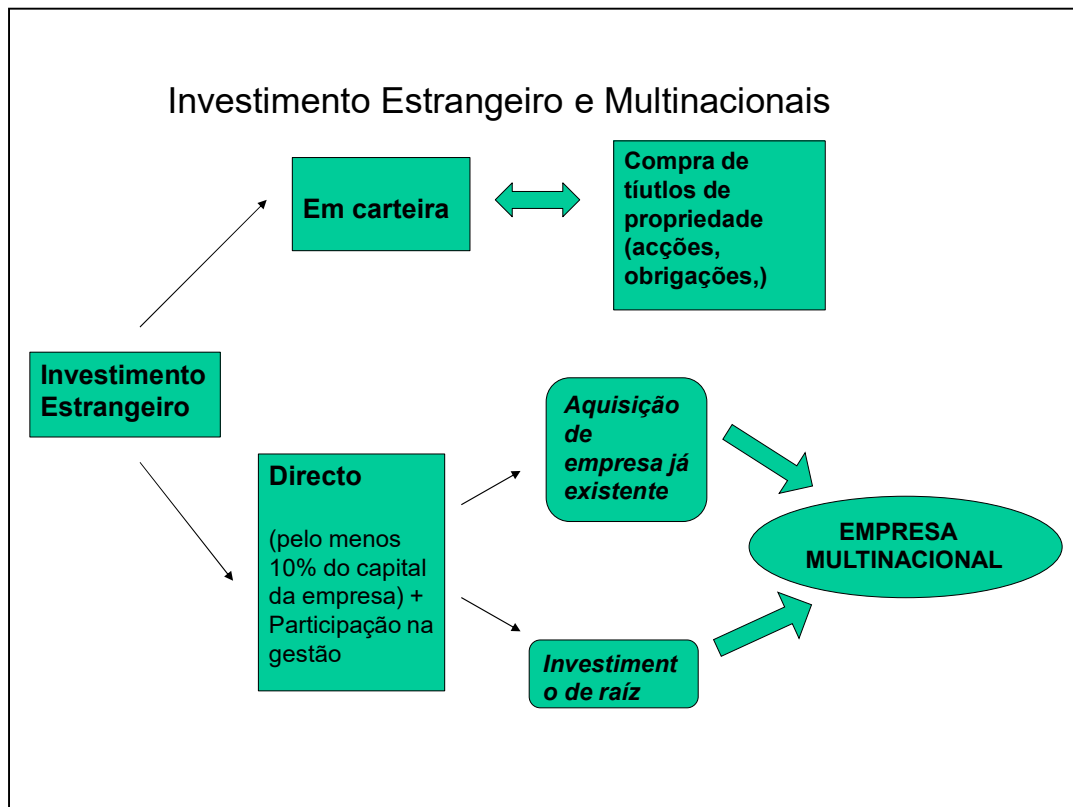 Investimento Estrangeiro e Multinacionais
Em carteira
Compra de
tíutlos de
propriedade
(acções,
obrigações,)
Investimento
Estrangeiro
Directo
(pelo menos
10% do capital
da empresa) +
Participação na
gestão
Aquisição
de
empresa já
existente
Investiment
o de raíz
EMPRESA
MULTINACIONAL